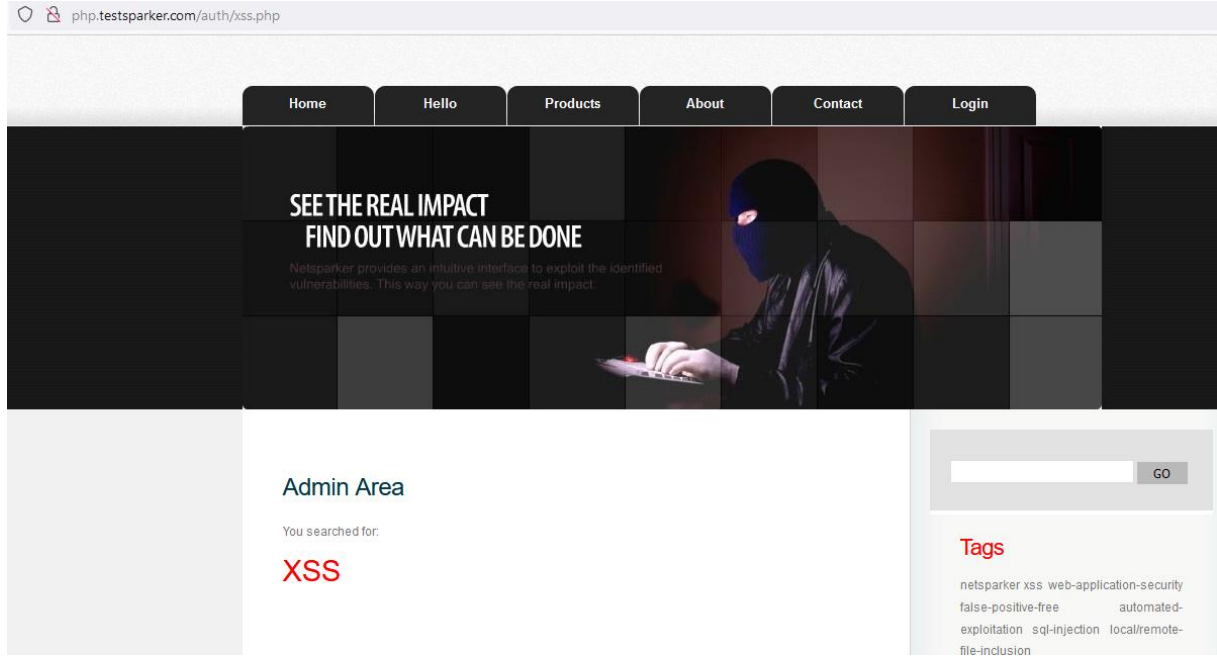 php.testsparker.com/auth/xss.php
Home Hello Products About Contact Login
SEE THE REAL IMPACT
FIND OUT WHAT CAN BE DONE
Netsparker provides an intuitive interface to exploit the identified
vulnerabilities. This way you can see the real impact.
Admin Area
You searched for:
XSS
GO
Tags
netsparker xss web-application-security
false-positive-free automated-
exploitation sql-injection local/remote-
file-inclusion